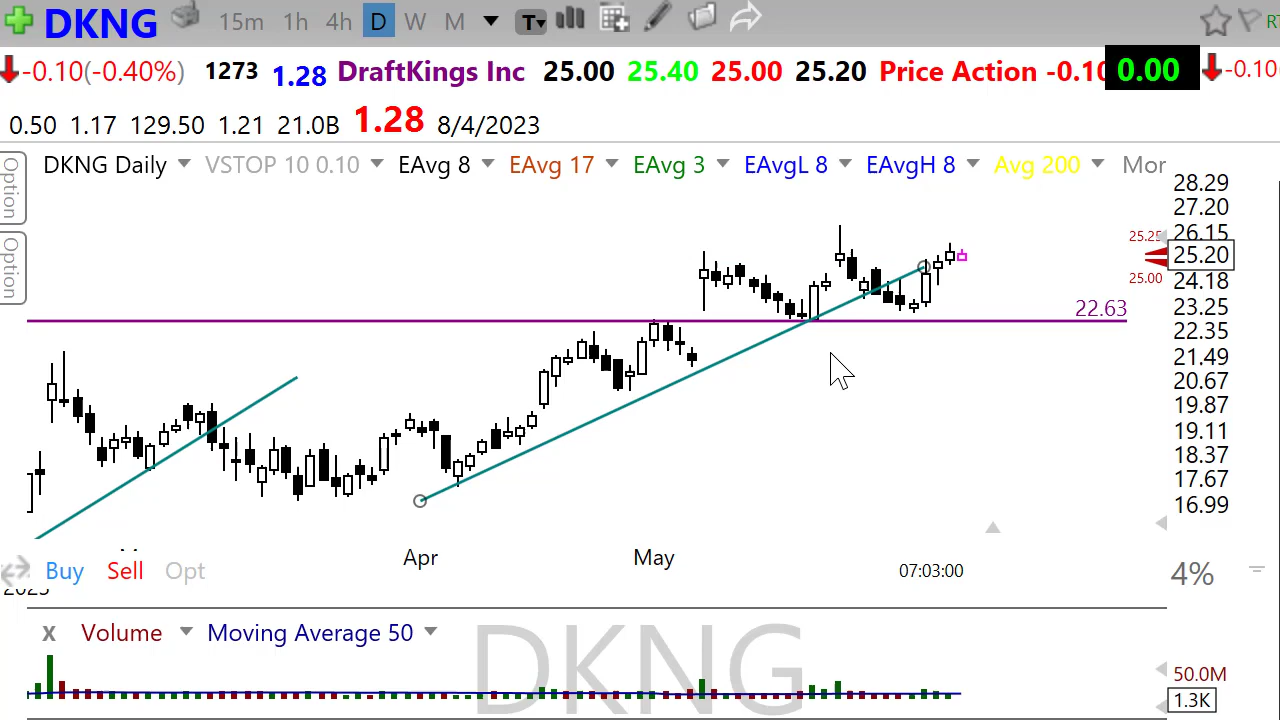 DKNG 15m 1h 4h D W M T
-0.10(-0.40%) 1273 1.28 DraftKings Inc 25.00 25.40 25.00 25.20 Price Action -0.10 0.00 -0.10
0.50 1.17 129.50 1.21 21.0B 1.28 8/4/2023
Option
Option
DKNG Daily VSTOP 10 0.10 EAvg 8 EAvg 17 EAvg 3 EAvgL 8 EAvgH 8 Avg 200 Mor
28.29
27.20
25.25 26.15
25.20
25.00 24.18
22.63 23.25
22.35
21.49
20.67
19.87
19.11
18.37
17.67
16.99
Apr May
Buy Sell Opt 07:03:00 4%
X Volume Moving Average 50
DKNG
50.0M
1.3K